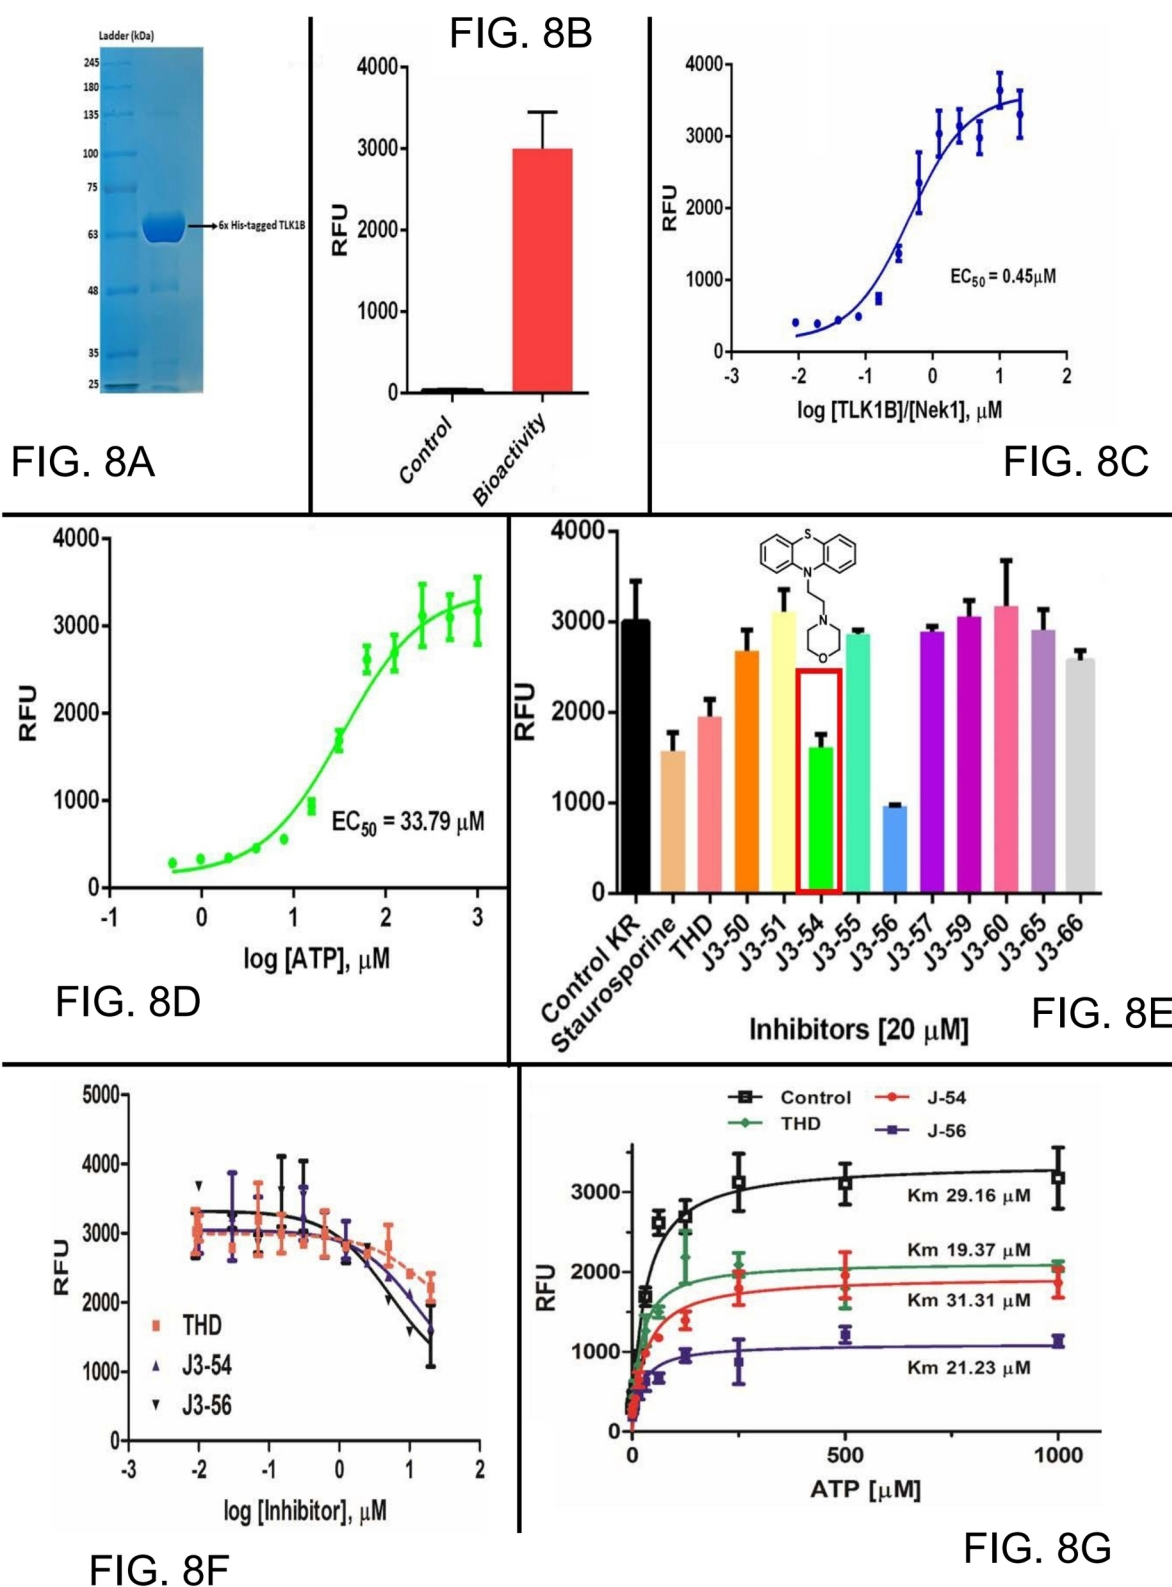 FIG. 8B
Ladder (kDa)
245
180
135
100
75
63
48
35
25
6x His-tagged TLK1B
FIG. 8A
4000
3000
2000
1000
0
RFU
Control
Bioactivity
4000
3000
2000
1000
0
RFU
EC50 = 0.45μM
-3
-2
-1
0
1
2
log [TLK1B]/[Nek1], μM
FIG. 8C
4000
3000
2000
1000
0
RFU
EC50 = 33.79 μM
-1
0
1
2
3
log [ATP], μM
FIG. 8D
4000
3000
2000
1000
0
RFU
S
N
N
O
Control KR
Staurosporine
THD
J3-50
J3-51
J3-54
J3-55
J3-56
J3-57
J3-59
J3-60
J3-65
J3-66
Inhibitors [20 μM]
FIG. 8E
5000
4000
3000
2000
1000
0
RFU
THD
J3-54
J3-56
-3
-2
-1
0
1
2
log [Inhibitor], μM
FIG. 8F
Control
THD
J-54
J-56
3000
2000
1000
0
RFU
Km 29.16 μM
Km 19.37 μM
Km 31.31 μM
Km 21.23 μM
0
500
1000
ATP [μM]
FIG. 8G